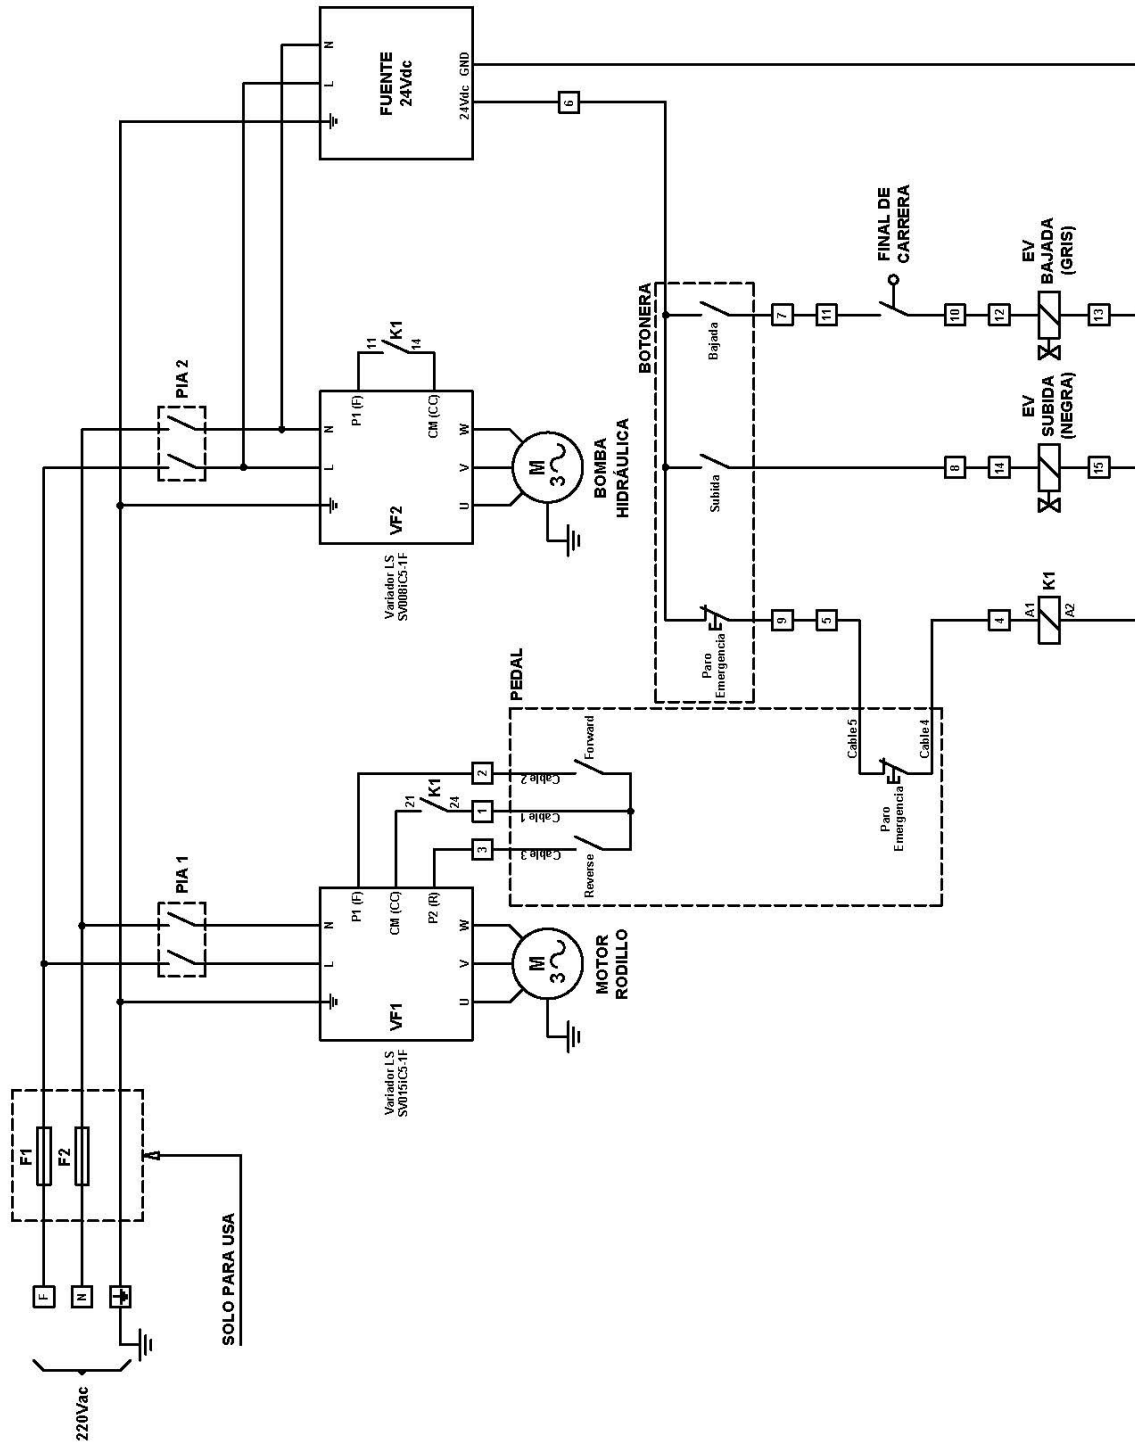 220Vac
F
N
SOLO PARA USA
F1
F2
PIA 1
PIA 2
Variador LS
SV015iC5-1F
VF1
L
N
P1 (F)
CM (CC)
P2 (R)
U
V
W
M
3
MOTOR
RODILLO
21
K1
24
3
1
2
PEDAL
Cable 3
Cable 1
Cable 2
Reverse
Forward
Paro
Emergencia
Cable 5
Cable 4
Variador LS
SV008iC5-1F
VF2
L
N
P1 (F)
CM (CC)
U
V
W
11
K1
14
M
3
BOMBA
HIDRÁULICA
FUENTE
24Vdc
L
N
24Vdc
GND
6
BOTONERA
Paro
Emergencia
Subida
Bajada
9
5
7
11
FINAL DE
CARRERA
4
8
14
10
12
A1
K1
A2
EV
SUBIDA
(NEGRA)
15
EV
BAJADA
(GRIS)
13